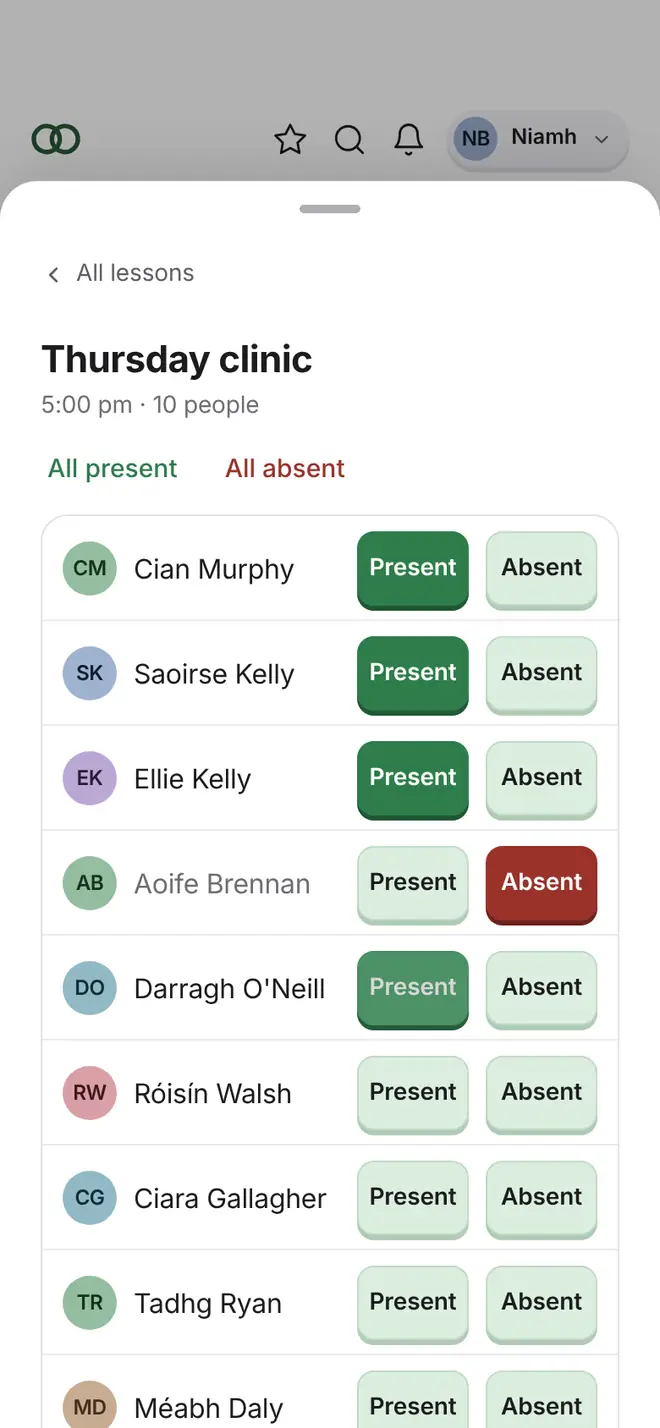 NB Niamh
All lessons
Thursday clinic
5:00 pm · 10 people
All present All absent
CM Cian Murphy Present Absent
SK Saoirse Kelly Present Absent
EK Ellie Kelly Present Absent
AB Aoife Brennan Present Absent
DO Darragh O'Neill Present Absent
RW Róisín Walsh Present Absent
CG Ciara Gallagher Present Absent
TR Tadhg Ryan Present Absent
MD Méabh Daly Present Absent